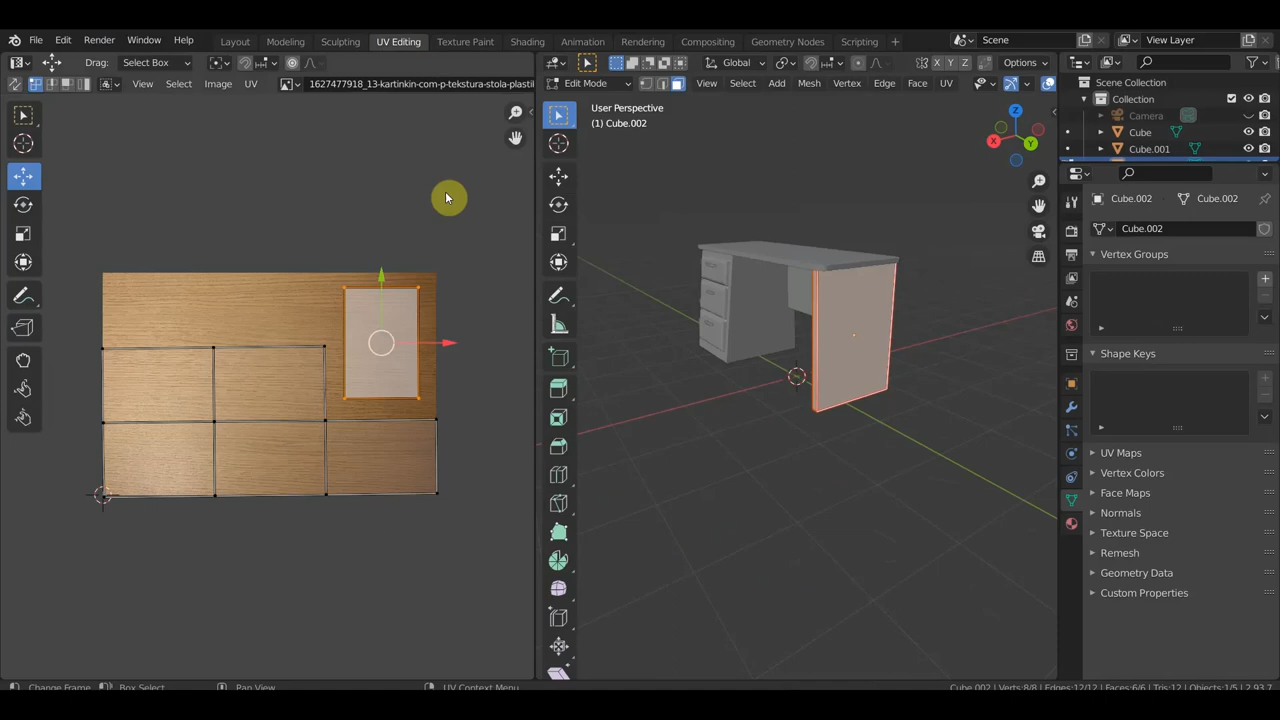 File Edit Render Window Help
Layout Modeling Sculpting UV Editing Texture Paint Shading Animation Rendering Compositing Geometry Nodes Scripting
Scene
View Layer
Drag: Select Box
Global
X Y Z
Options
View Select Image UV
1627477918_13-kartinkin-com-p-tekstura-stola-plastil
Edit Mode
View Select Add Mesh Vertex Edge Face UV
User Perspective
(1) Cube.002
Z
X
Y
Scene Collection
Collection
Camera
Cube
Cube.001
Cube.002
Cube.002
Cube.002
Vertex Groups
Shape Keys
UV Maps
Vertex Colors
Face Maps
Normals
Texture Space
Remesh
Geometry Data
Custom Properties
Change Frame
Box Select
Pan View
UV Context Menu
Cube.002 | Verts:8/8 | Edges:12/12 | Faces:6/6 | Tris:12 | Objects:1/5 | 2.93.7